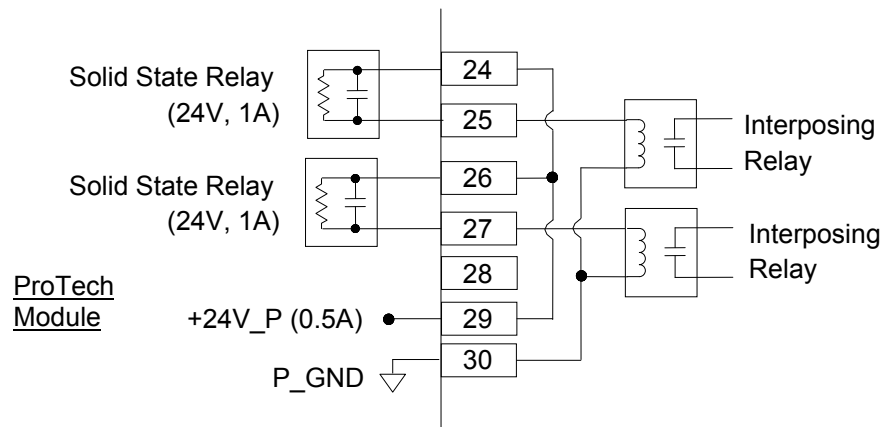 Solid State Relay
(24V, 1A)
24
25
Interposing
Relay
Solid State Relay
(24V, 1A)
26
27
Interposing
Relay
28
ProTech
Module
+24V_P (0.5A)
29
30
P_GND